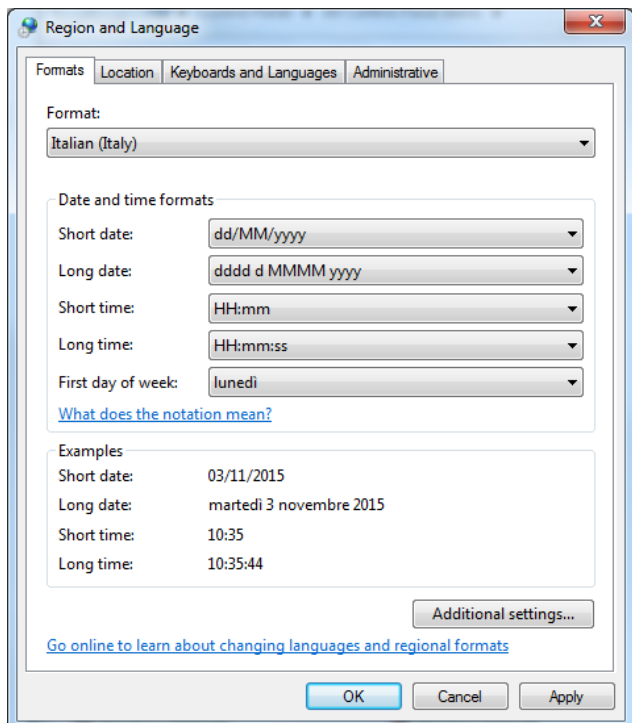 Region and Language
Formats Location Keyboards and Languages Administrative
Format:
Italian (Italy)
Date and time formats
Short date: dd/MM/yyyy
Long date: dddd d MMMM yyyy
Short time: HH:mm
Long time: HH:mm:ss
First day of week: lunedì
What does the notation mean?
Examples
Short date: 03/11/2015
Long date: martedì 3 novembre 2015
Short time: 10:35
Long time: 10:35:44
Additional settings...
Go online to learn about changing languages and regional formats
OK Cancel Apply